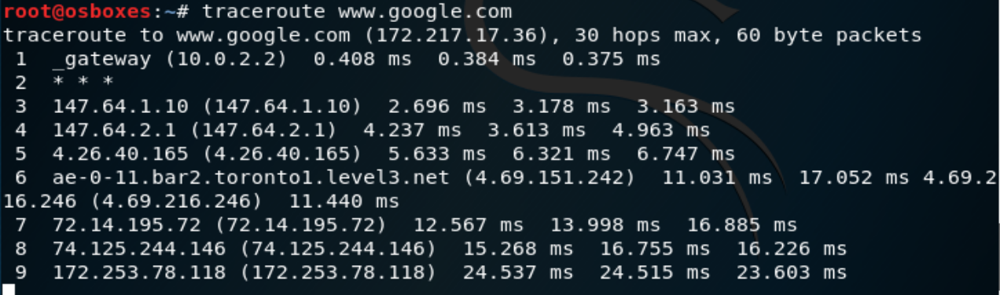 root@osboxes:~# traceroute www.google.com
traceroute to www.google.com (172.217.17.36), 30 hops max, 60 byte packets
 1  _gateway (10.0.2.2)  0.408 ms  0.384 ms  0.375 ms
 2  * * *
 3  147.64.1.10 (147.64.1.10)  2.696 ms  3.178 ms  3.163 ms
 4  147.64.2.1 (147.64.2.1)  4.237 ms  3.613 ms  4.963 ms
 5  4.26.40.165 (4.26.40.165)  5.633 ms  6.321 ms  6.747 ms
 6  ae-0-11.bar2.toronto1.level3.net (4.69.151.242)  11.031 ms  17.052 ms 4.69.2
16.246 (4.69.216.246)  11.440 ms
 7  72.14.195.72 (72.14.195.72)  12.567 ms  13.998 ms  16.885 ms
 8  74.125.244.146 (74.125.244.146)  15.268 ms  16.755 ms  16.226 ms
 9  172.253.78.118 (172.253.78.118)  24.537 ms  24.515 ms  23.603 ms